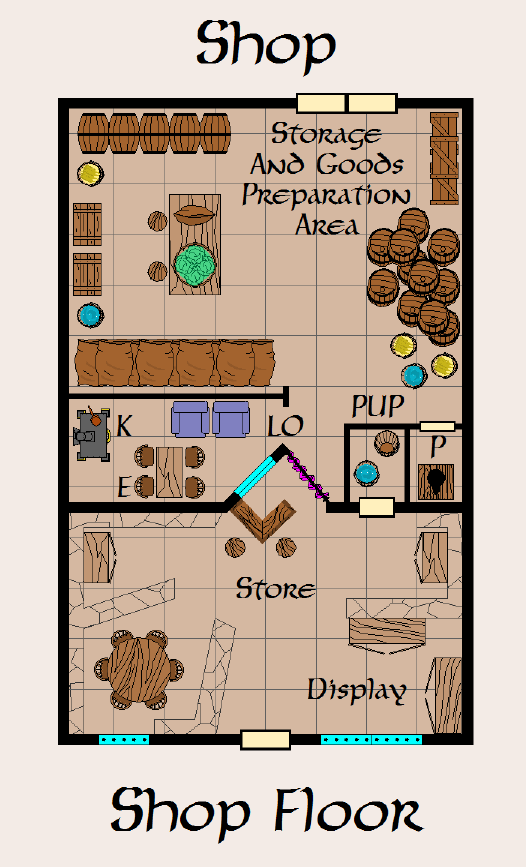 Shop
Storage
And Goods
Preparation
Area
PUP
K
LO
P
E
Store
Display
Shop Floor